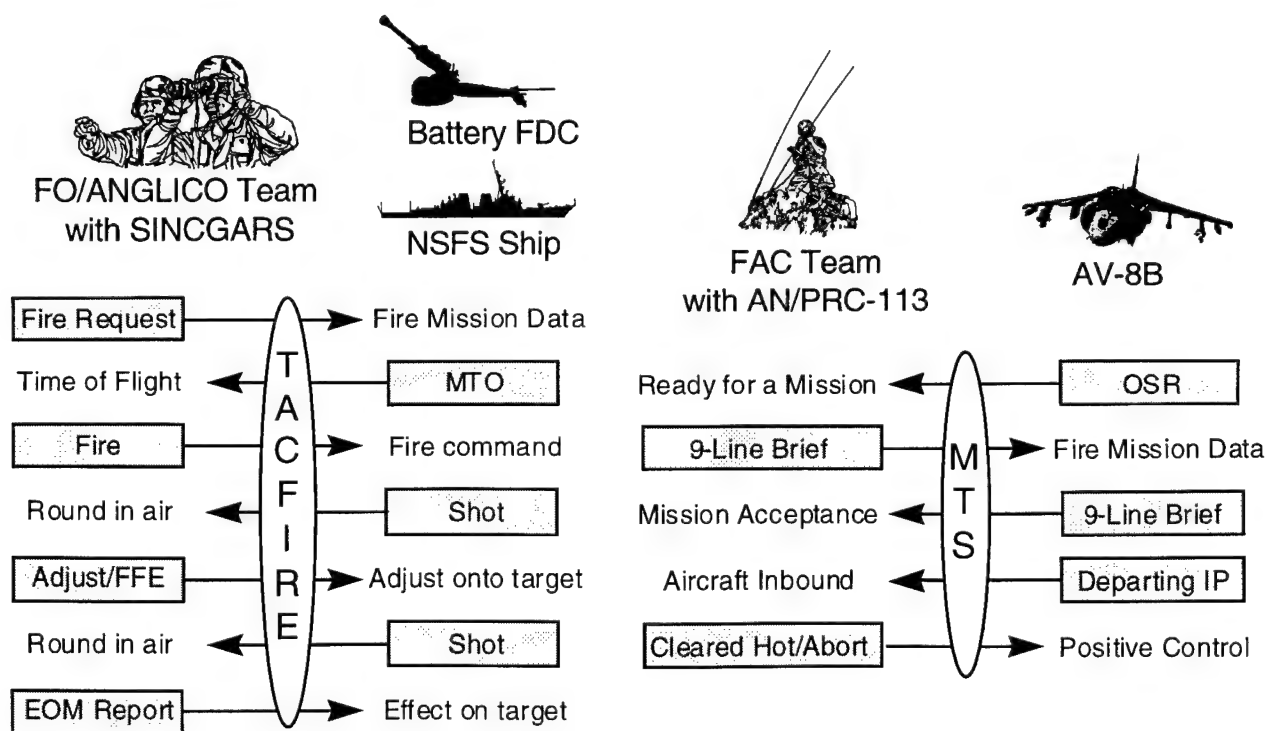 Battery FDC
FO/ANGLICO Team
with SINCGARS
NSFS Ship
Fire Request
Fire Mission Data
Time of Flight
MTO
Fire
Fire command
Round in air
Shot
Adjust/FFE
Adjust onto target
Round in air
Shot
EOM Report
Effect on target
TACFIRE
FAC Team
with AN/PRC-113
AV-8B
Ready for a Mission
OSR
9-Line Brief
Fire Mission Data
Mission Acceptance
9-Line Brief
Aircraft Inbound
Departing IP
Cleared Hot/Abort
Positive Control
MTS